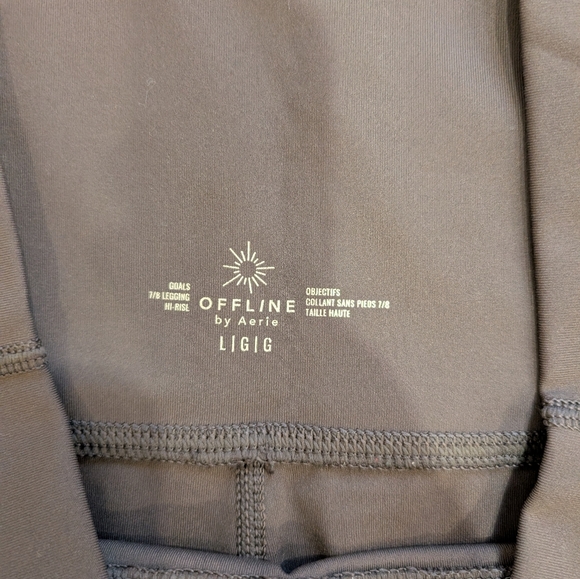 GOALS
7/8 LEGGING
HI-RISE
OFFLINE
by Aerie
L|G|G
OBJECTIFS
COLLANT SANS PIEDS 7/8
TAILLE HAUTE